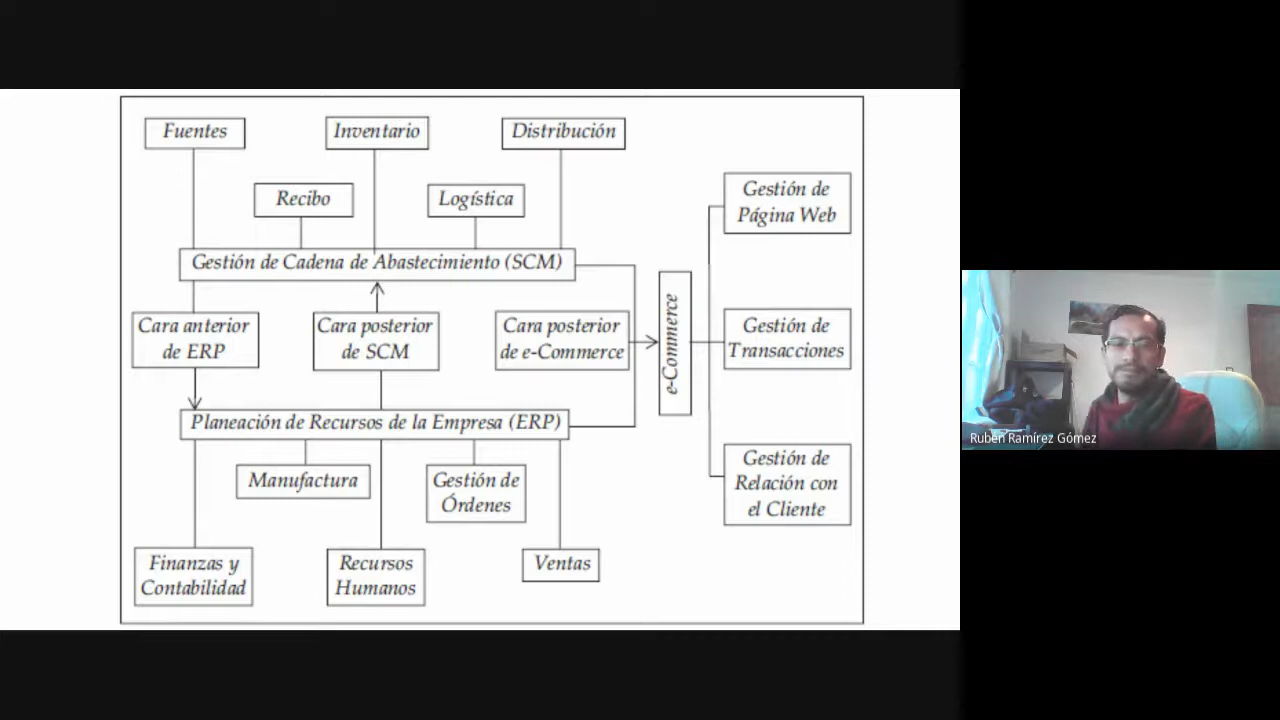 Fuentes
Inventario
Distribución
Recibo
Logística
Gestión de
Página Web
Gestión de Cadena de Abastecimiento (SCM)
Cara anterior
de ERP
Cara posterior
de SCM
Cara posterior
de e-Commerce
e-Commerce
Gestión de
Transacciones
Planeación de Recursos de la Empresa (ERP)
Manufactura
Gestión de
Órdenes
Gestión de
Relación con
el Cliente
Finanzas y
Contabilidad
Recursos
Humanos
Ventas
Rubén Ramírez Gómez